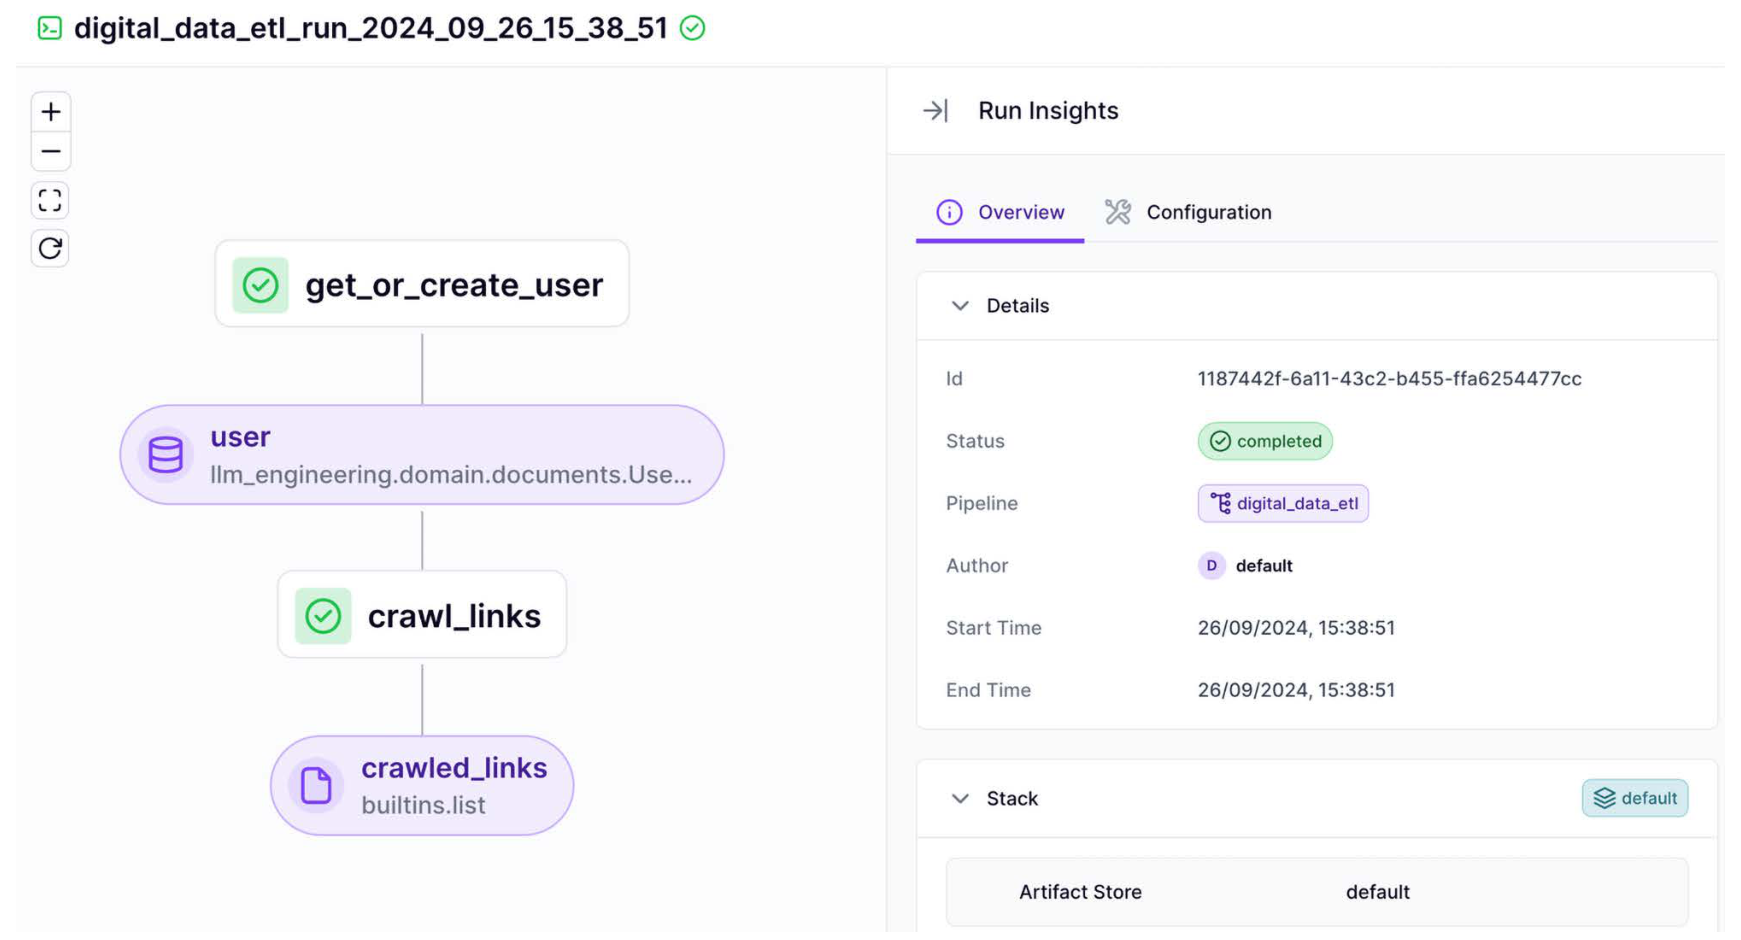 digital_data_etl_run_2024_09_26_15_38_51
get_or_create_user
user
llm_engineering.domain.documents.Use...
crawl_links
crawled_links
builtins.list
Run Insights
Overview
Configuration
Details
Id 1187442f-6a11-43c2-b455-ffa6254477cc
Status completed
Pipeline digital_data_etl
Author D default
Start Time 26/09/2024, 15:38:51
End Time 26/09/2024, 15:38:51
Stack default
Artifact Store default